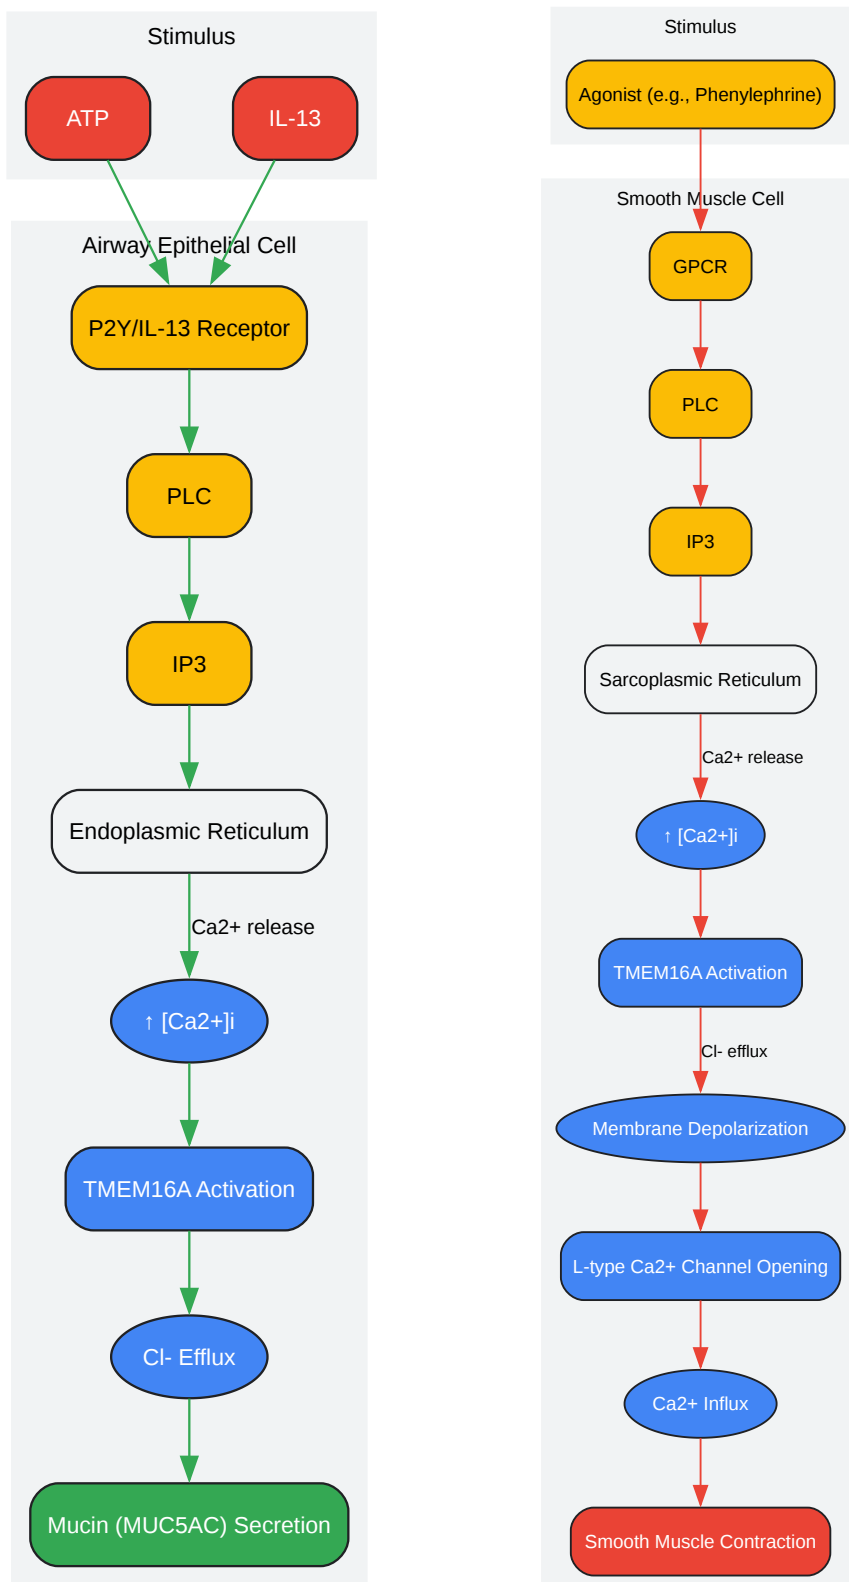 Stimulus
ATP
IL-13
Airway Epithelial Cell
P2Y/IL-13 Receptor
PLC
IP3
Endoplasmic Reticulum
Ca2+ release
↑ [Ca2+]i
TMEM16A Activation
Cl- Efflux
Mucin (MUC5AC) Secretion
Stimulus
Agonist (e.g., Phenylephrine)
Smooth Muscle Cell
GPCR
PLC
IP3
Sarcoplasmic Reticulum
Ca2+ release
↑ [Ca2+]i
TMEM16A Activation
Cl- efflux
Membrane Depolarization
L-type Ca2+ Channel Opening
Ca2+ Influx
Smooth Muscle Contraction